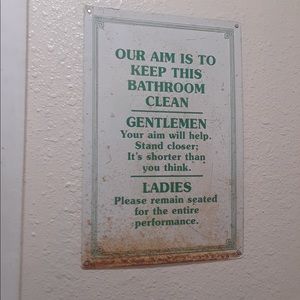 OUR AIM IS TO
KEEP THIS
BATHROOM
CLEAN
GENTLEMEN
Your aim will help.
Stand closer;
It's shorter than
you think.
LADIES
Please remain seated
for the entire
performance.